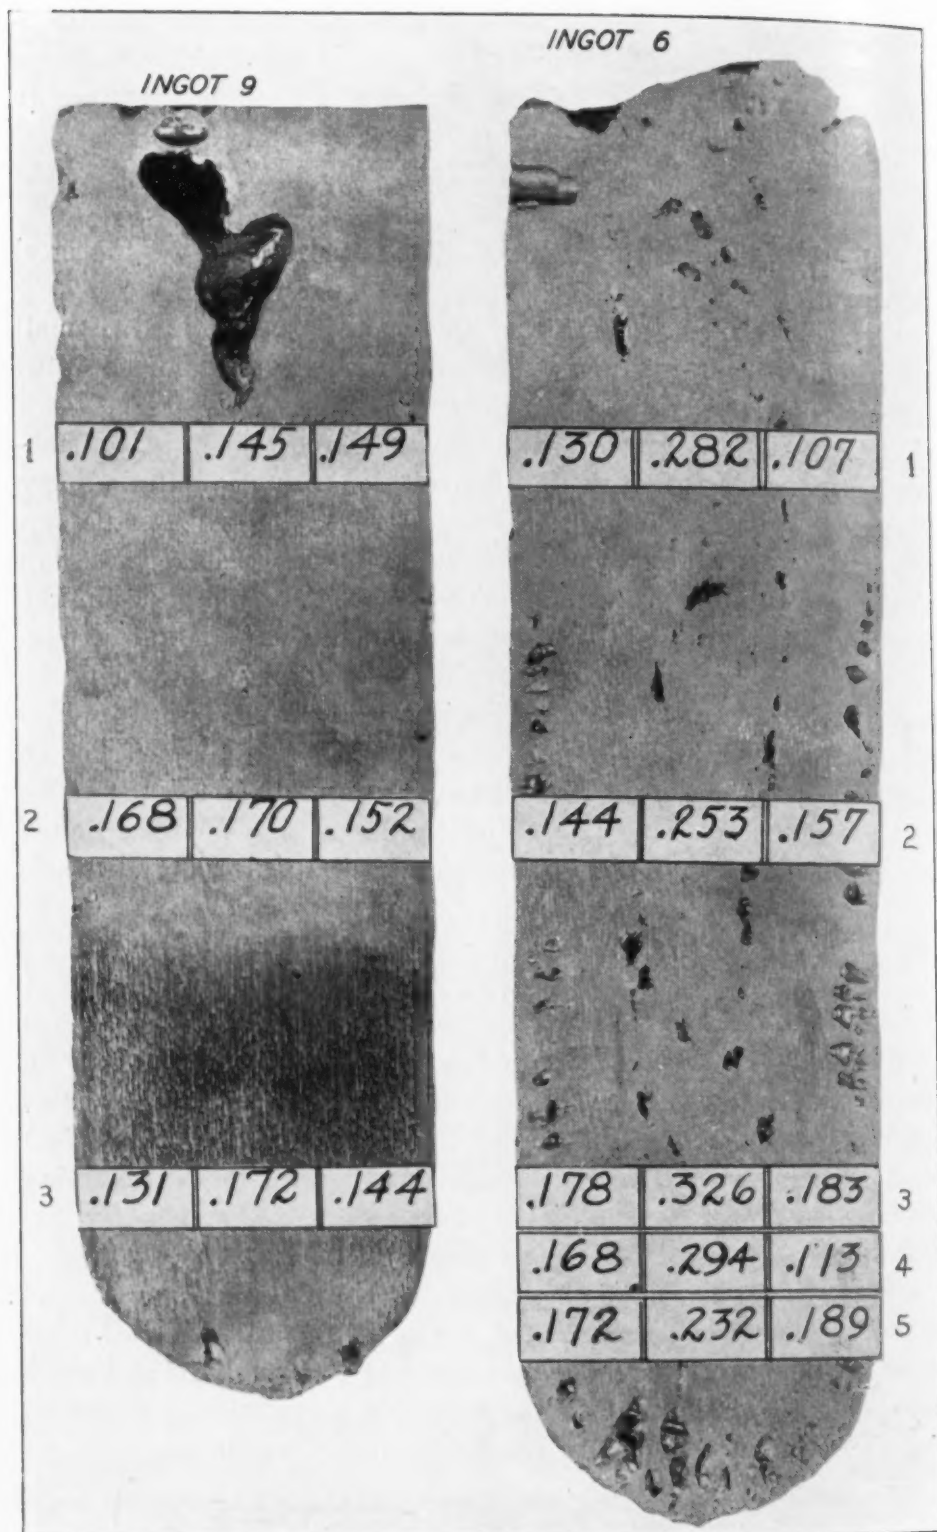 INGOT 9
1 .101 .145 .149
2 .168 .170 .152
3 .131 .172 .144
INGOT 6
.130 .282 .107 1
.144 .253 .157 2
.178 .326 .183 3
.168 .294 .113 4
.172 .232 .189 5